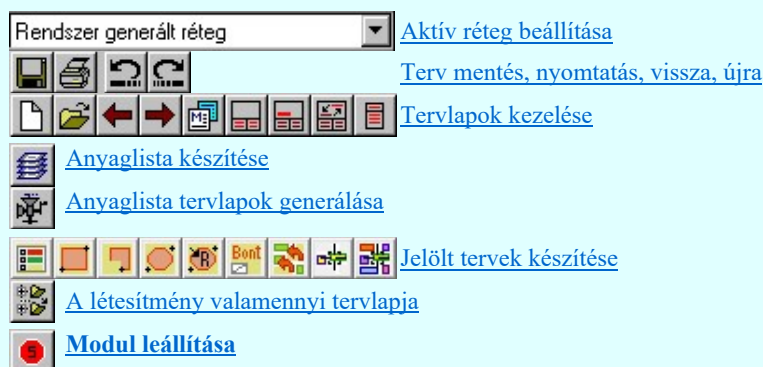 Rendszer generált réteg Aktív réteg beállítása
Terv mentés, nyomtatás, vissza, újra
Tervlapok kezelése
Anyaglista készítése
Anyaglista tervlapok generálása
R Bont Jelölt tervek készítése
A létesítmény valamennyi tervlapja
S Modul leállítása